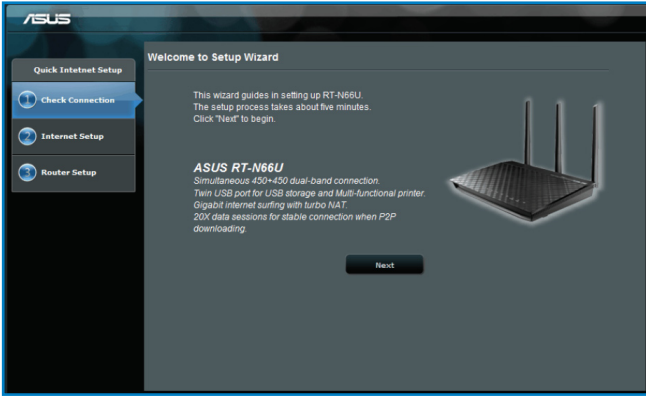 ASUS
Quick Intetnet Setup
1 Check Connection
2 Internet Setup
3 Router Setup
Welcome to Setup Wizard
This wizard guides in setting up RT-N66U.
The setup process takes about five minutes.
Click "Next" to begin.
ASUS RT-N66U
Simultaneous 450+450 dual-band connection.
Twin USB port for USB storage and Multi-functional printer.
Gigabit internet surfing with turbo NAT.
20X data sessions for stable connection when P2P
downloading.
Next